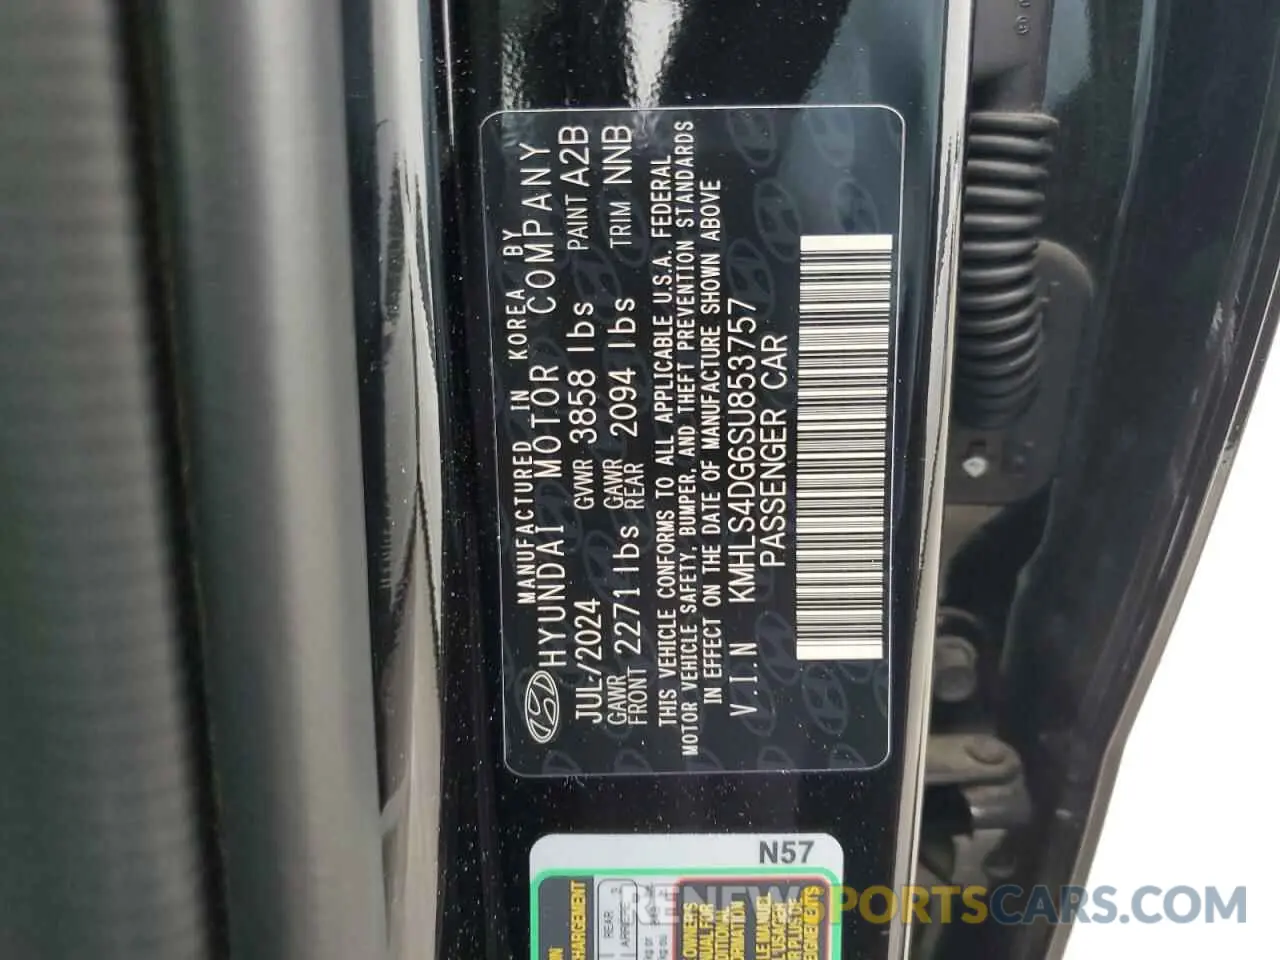 MANUFACTURED IN KOREA BY
HYUNDAI MOTOR COMPANY
JUL/2024 GVWR 3858 lbs PAINT A2B
GAWR FRONT 2271 lbs GAWR REAR 2094 lbs TRIM NNB
THIS VEHICLE CONFORMS TO ALL APPLICABLE U.S.A. FEDERAL
MOTOR VEHICLE SAFETY, BUMPER, AND THEFT PREVENTION STANDARDS
IN EFFECT ON THE DATE OF MANUFACTURE SHOWN ABOVE
V.I.N KMHLS4DG6SU853757
PASSENGER CAR
N57
REAR
RENEWSPORTSCARS.COM